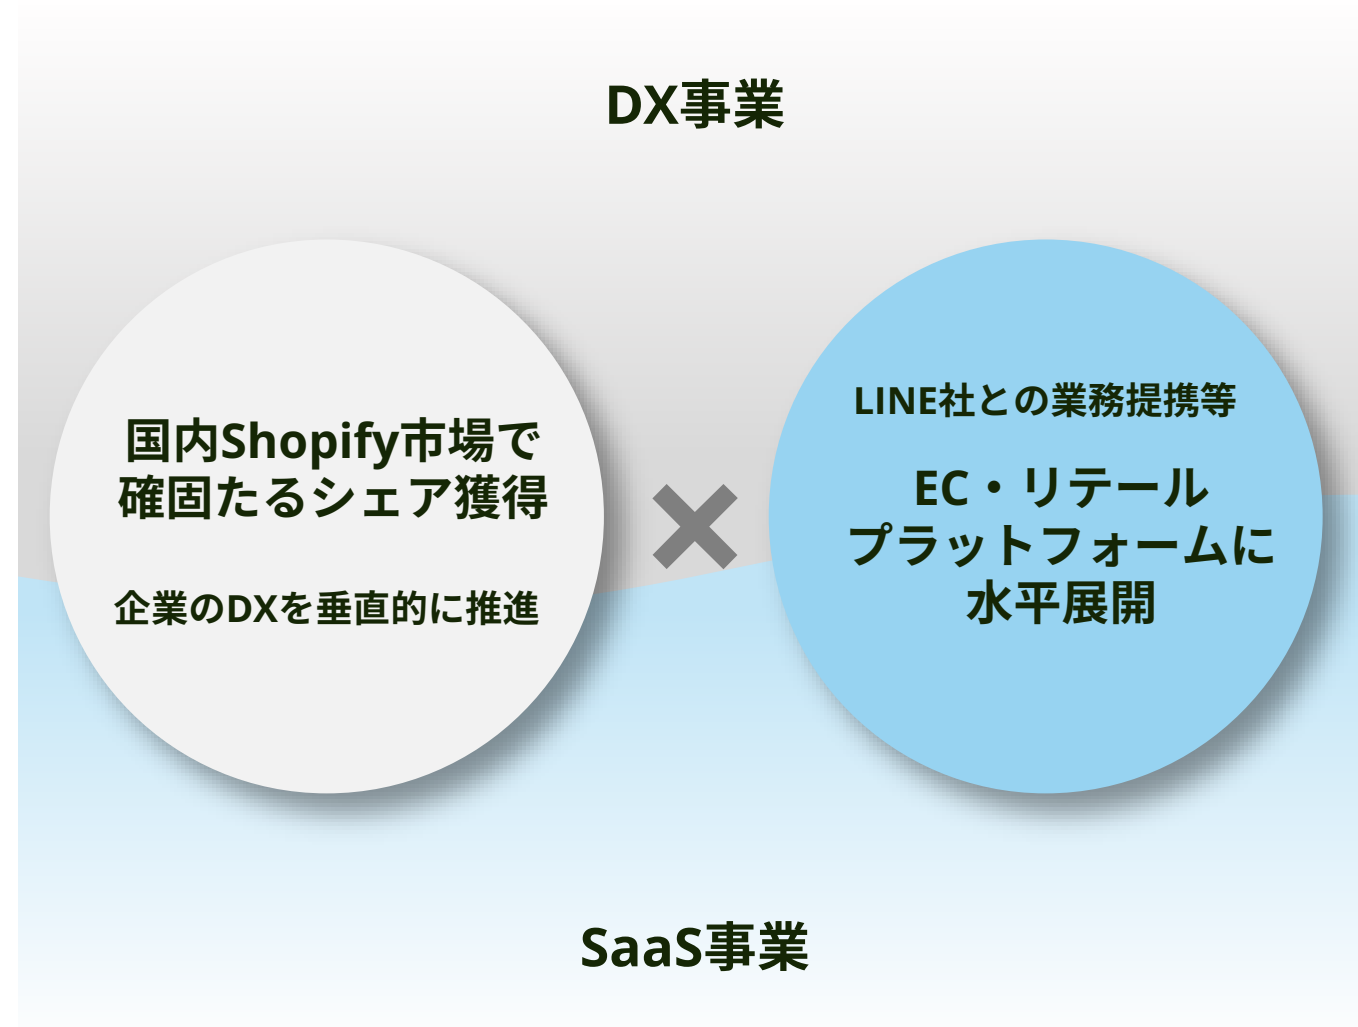 DX事業
国内Shopify市場で
確固たるシェア獲得
企業のDXを垂直的に推進
×
LINE社との業務提携等
EC・リテール
プラットフォームに
水平展開
SaaS事業